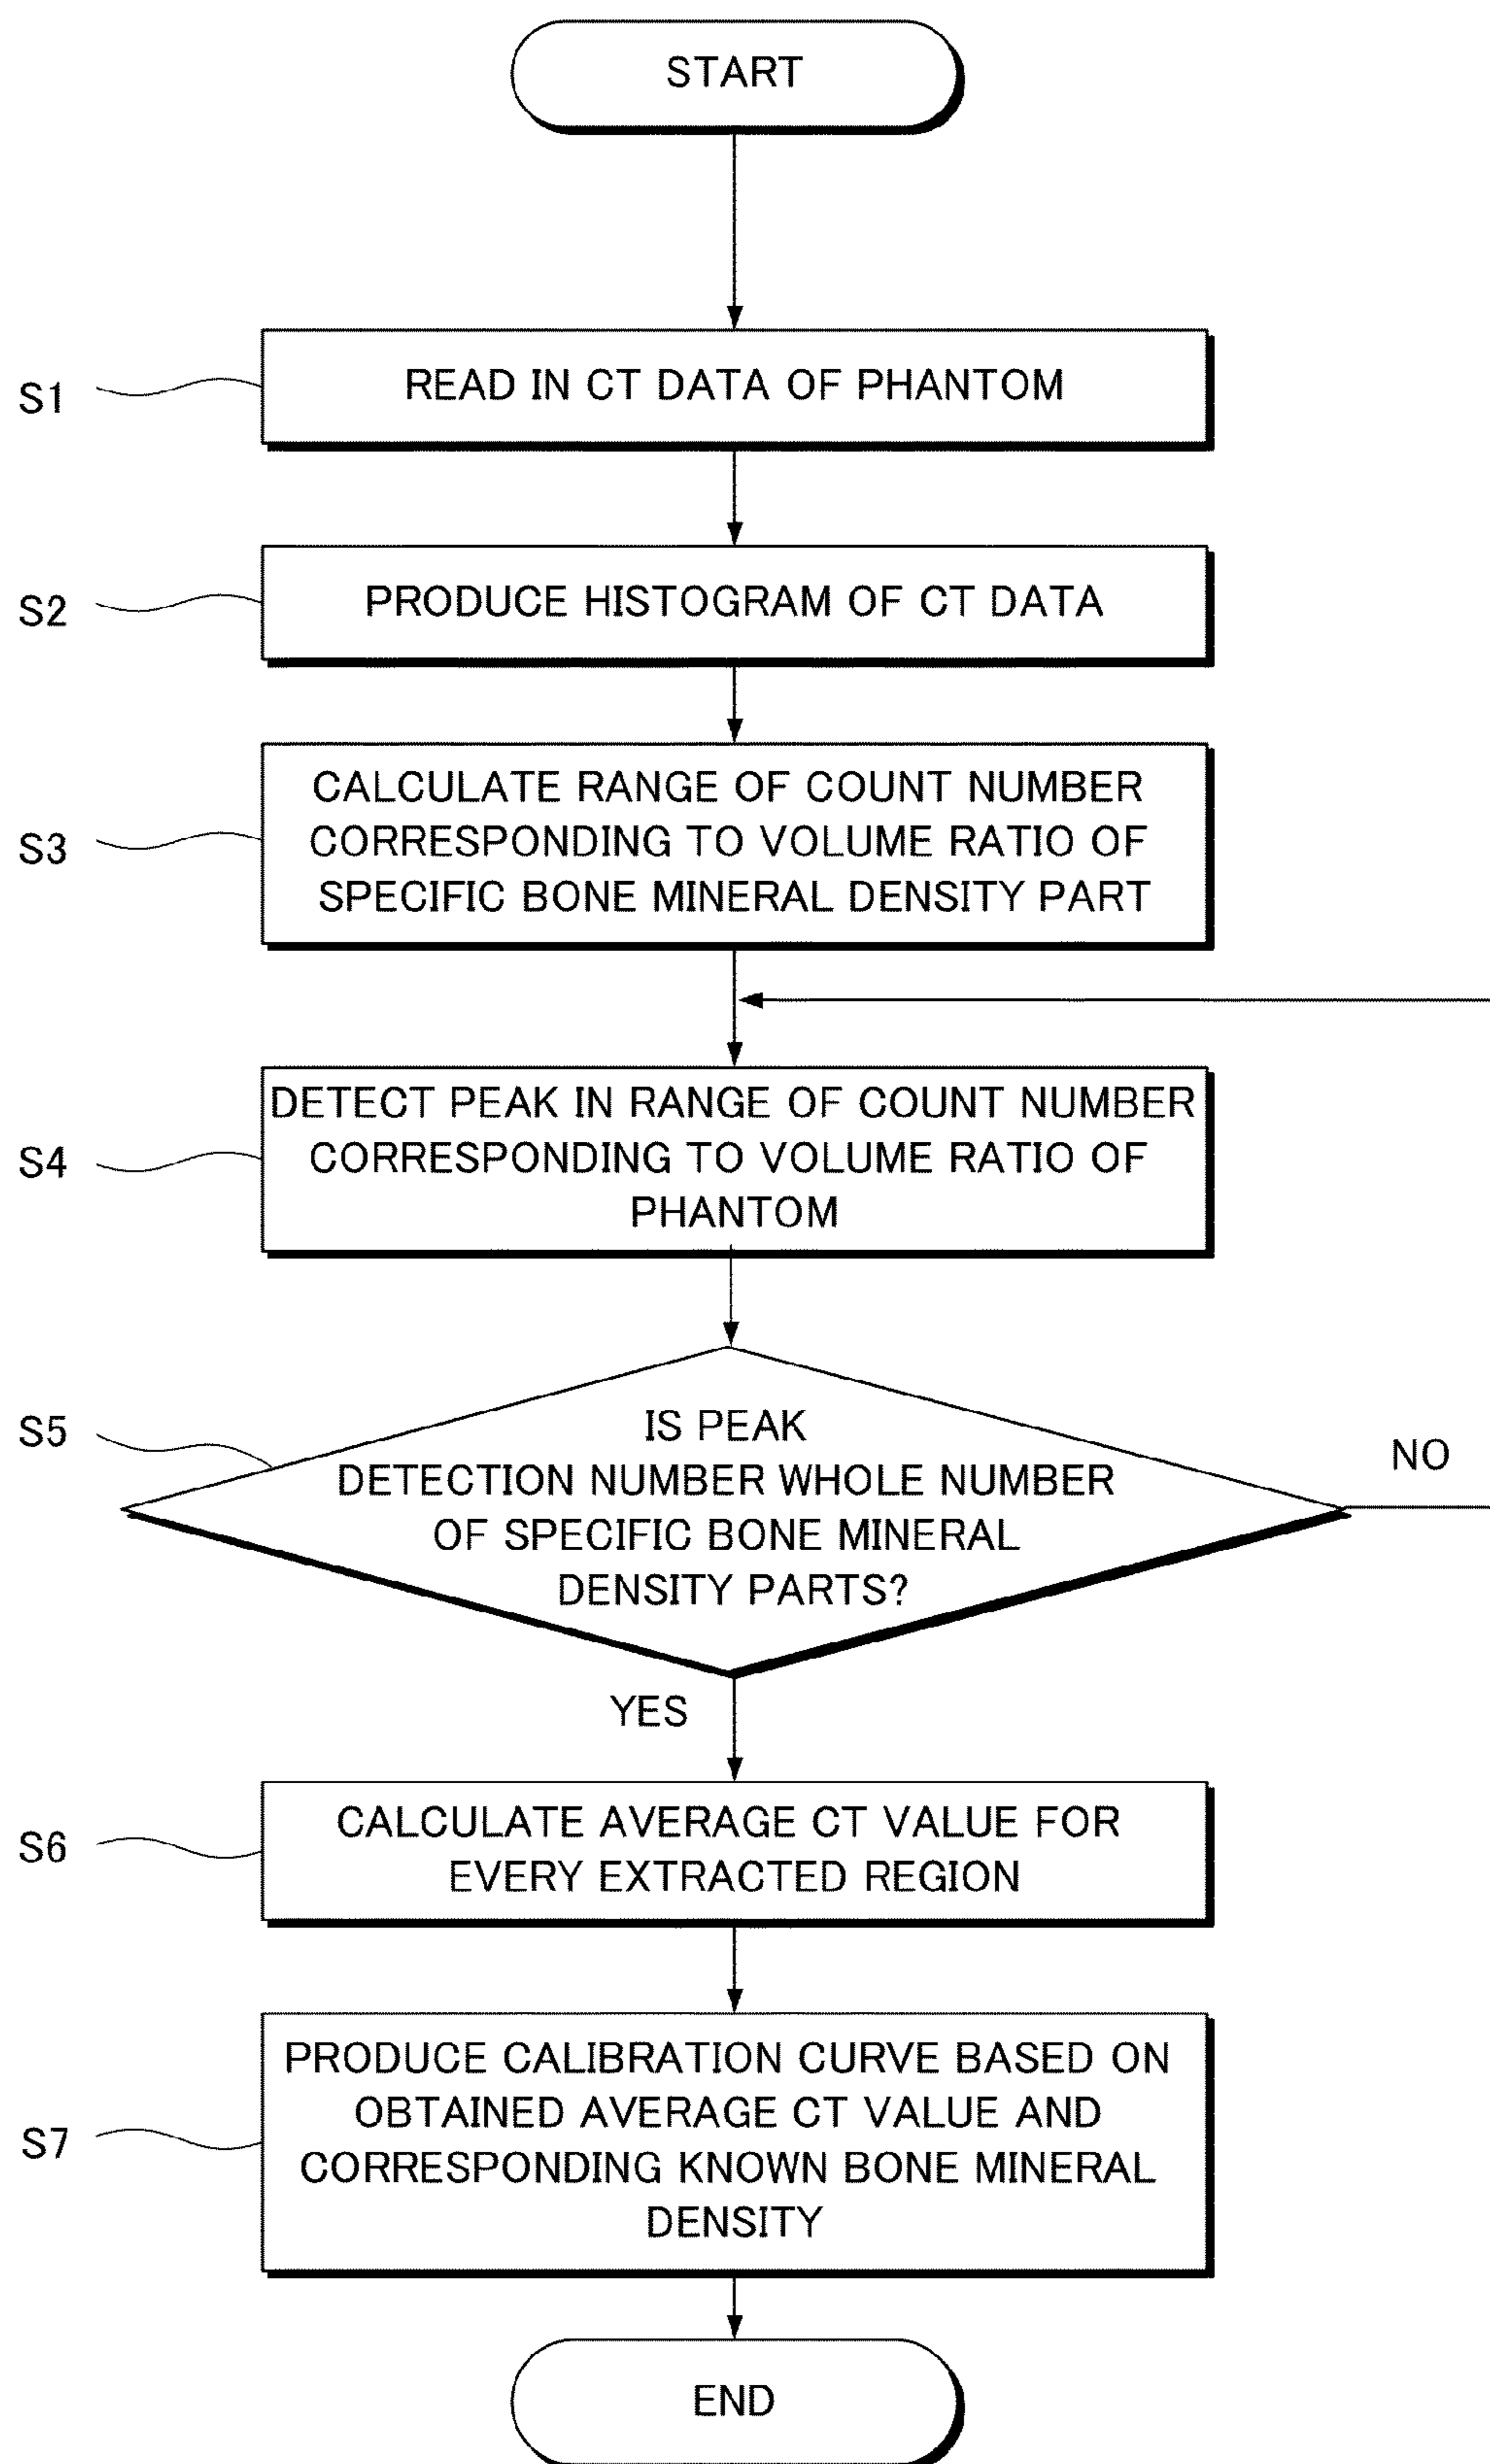 START
S1
READ IN CT DATA OF PHANTOM
S2
PRODUCE HISTOGRAM OF CT DATA
S3
CALCULATE RANGE OF COUNT NUMBER
CORRESPONDING TO VOLUME RATIO OF
SPECIFIC BONE MINERAL DENSITY PART
S4
DETECT PEAK IN RANGE OF COUNT NUMBER
CORRESPONDING TO VOLUME RATIO OF
PHANTOM
S5
IS PEAK
DETECTION NUMBER WHOLE NUMBER
OF SPECIFIC BONE MINERAL
DENSITY PARTS?
NO
YES
S6
CALCULATE AVERAGE CT VALUE FOR
EVERY EXTRACTED REGION
S7
PRODUCE CALIBRATION CURVE BASED ON
OBTAINED AVERAGE CT VALUE AND
CORRESPONDING KNOWN BONE MINERAL
DENSITY
END